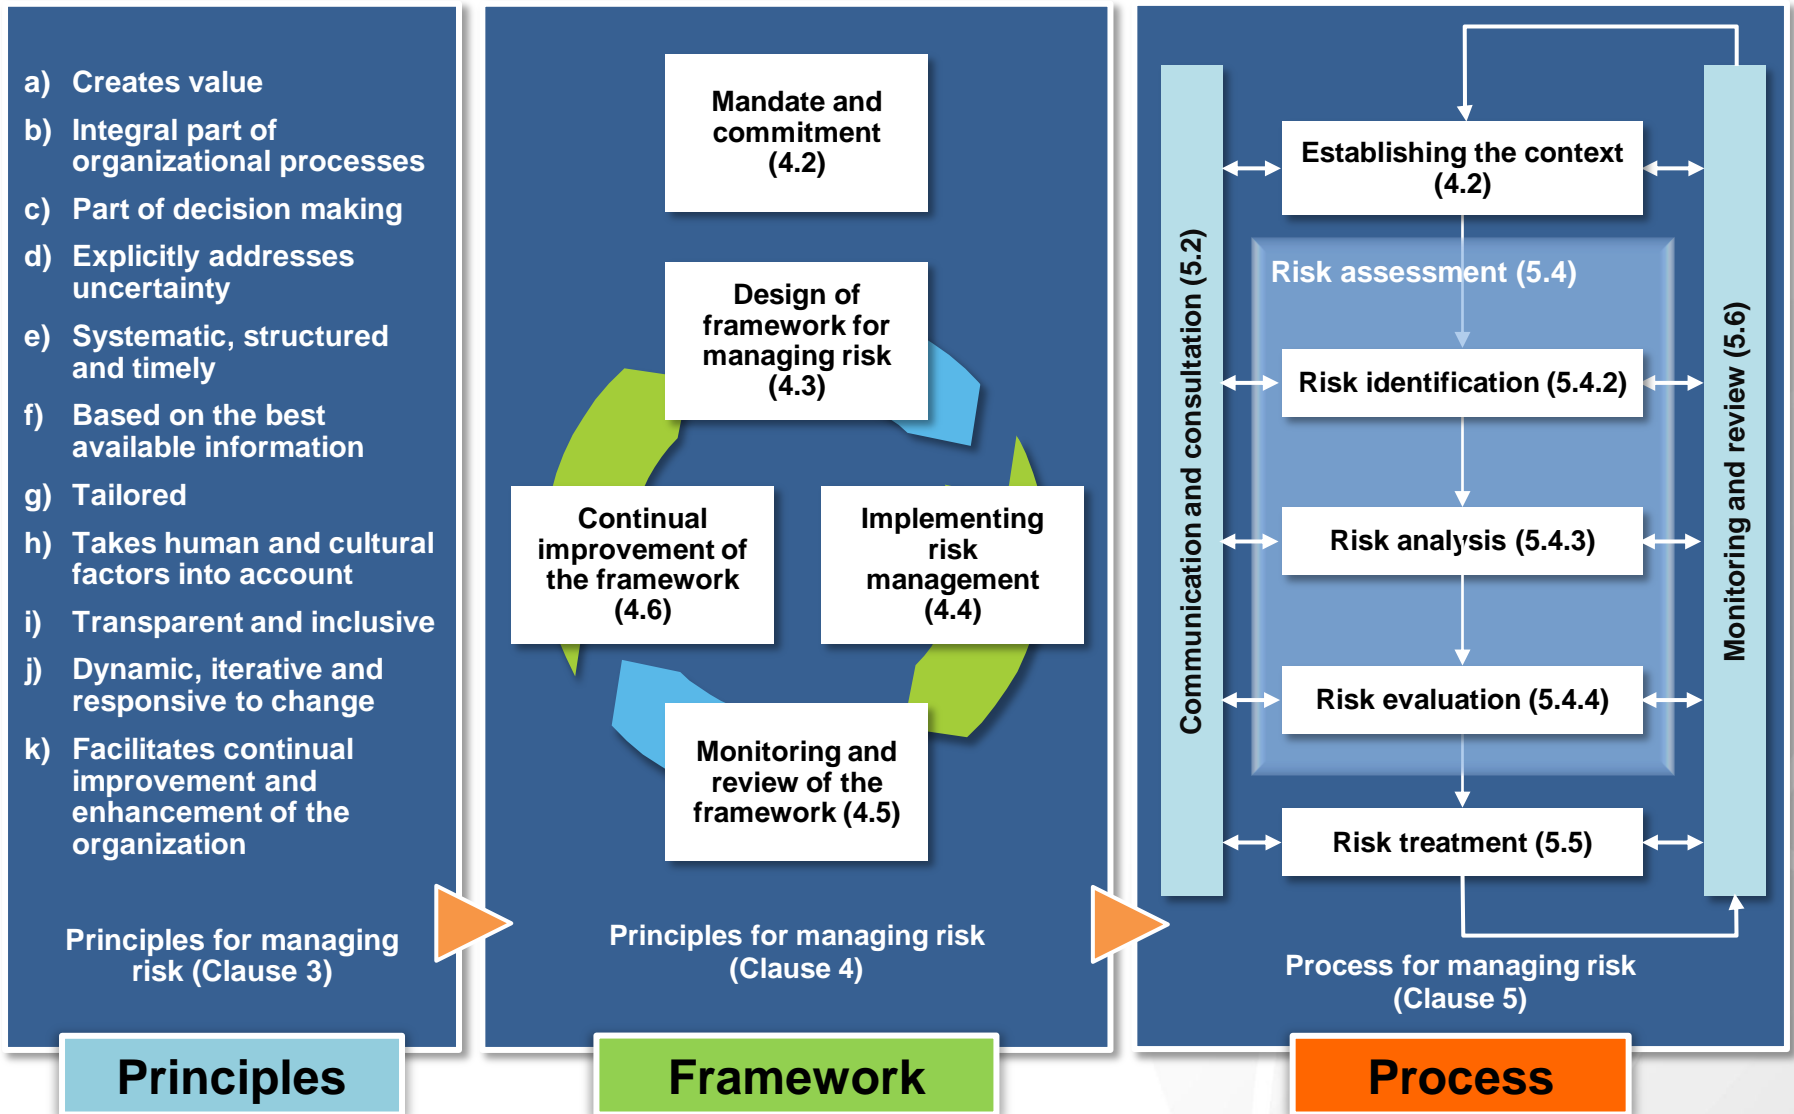 a) Creates value
b) Integral part of
organizational processes
c) Part of decision making
d) Explicitly addresses
uncertainty
e) Systematic, structured
and timely
f) Based on the best
available information
g) Tailored
h) Takes human and cultural
factors into account
i) Transparent and inclusive
j) Dynamic, iterative and
responsive to change
k) Facilitates continual
improvement and
enhancement of the
organization
Principles for managing
risk (Clause 3)
Principles
Mandate and
commitment
(4.2)
Design of
framework for
managing risk
(4.3)
Continual
improvement of
the framework
(4.6)
Implementing
risk
management
(4.4)
Monitoring and
review of the
framework (4.5)
Principles for managing risk
(Clause 4)
Framework
Communication and consultation (5.2)
Establishing the context
(4.2)
Risk assessment (5.4)
Risk identification (5.4.2)
Risk analysis (5.4.3)
Risk evaluation (5.4.4)
Risk treatment (5.5)
Monitoring and review (5.6)
Process for managing risk
(Clause 5)
Process